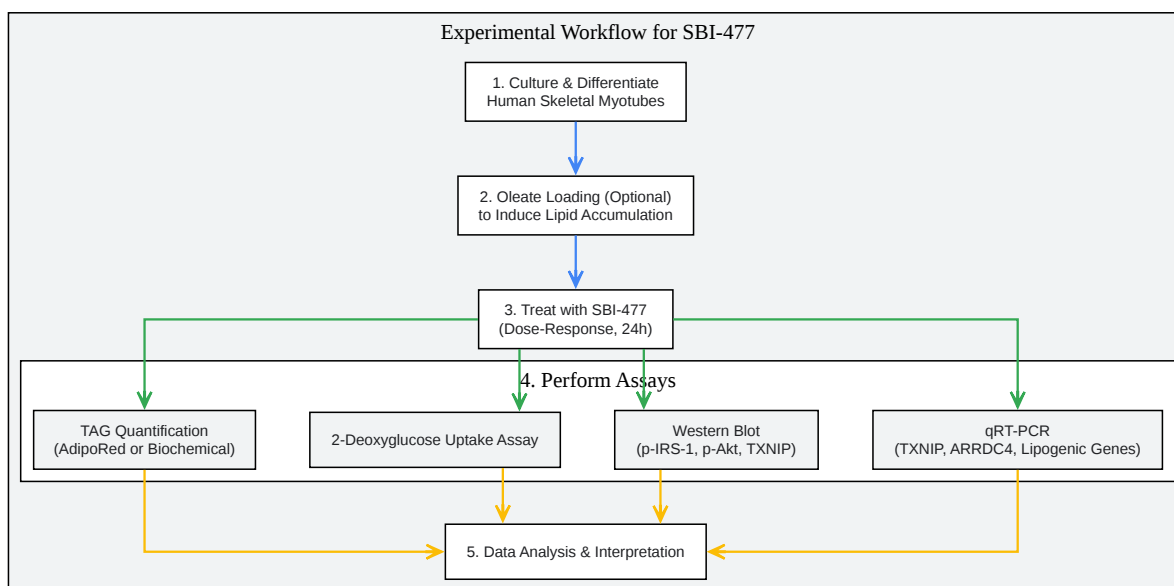 Experimental Workflow for SBI-477
1. Culture & Differentiate
Human Skeletal Myotubes
2. Oleate Loading (Optional)
to Induce Lipid Accumulation
3. Treat with SBI-477
(Dose-Response, 24h)
4. Perform Assays
TAG Quantification
(AdipoRed or Biochemical)
2-Deoxyglucose Uptake Assay
Western Blot
(p-IRS-1, p-Akt, TXNIP)
qRT-PCR
(TXNIP, ARRDC4, Lipogenic Genes)
5. Data Analysis & Interpretation